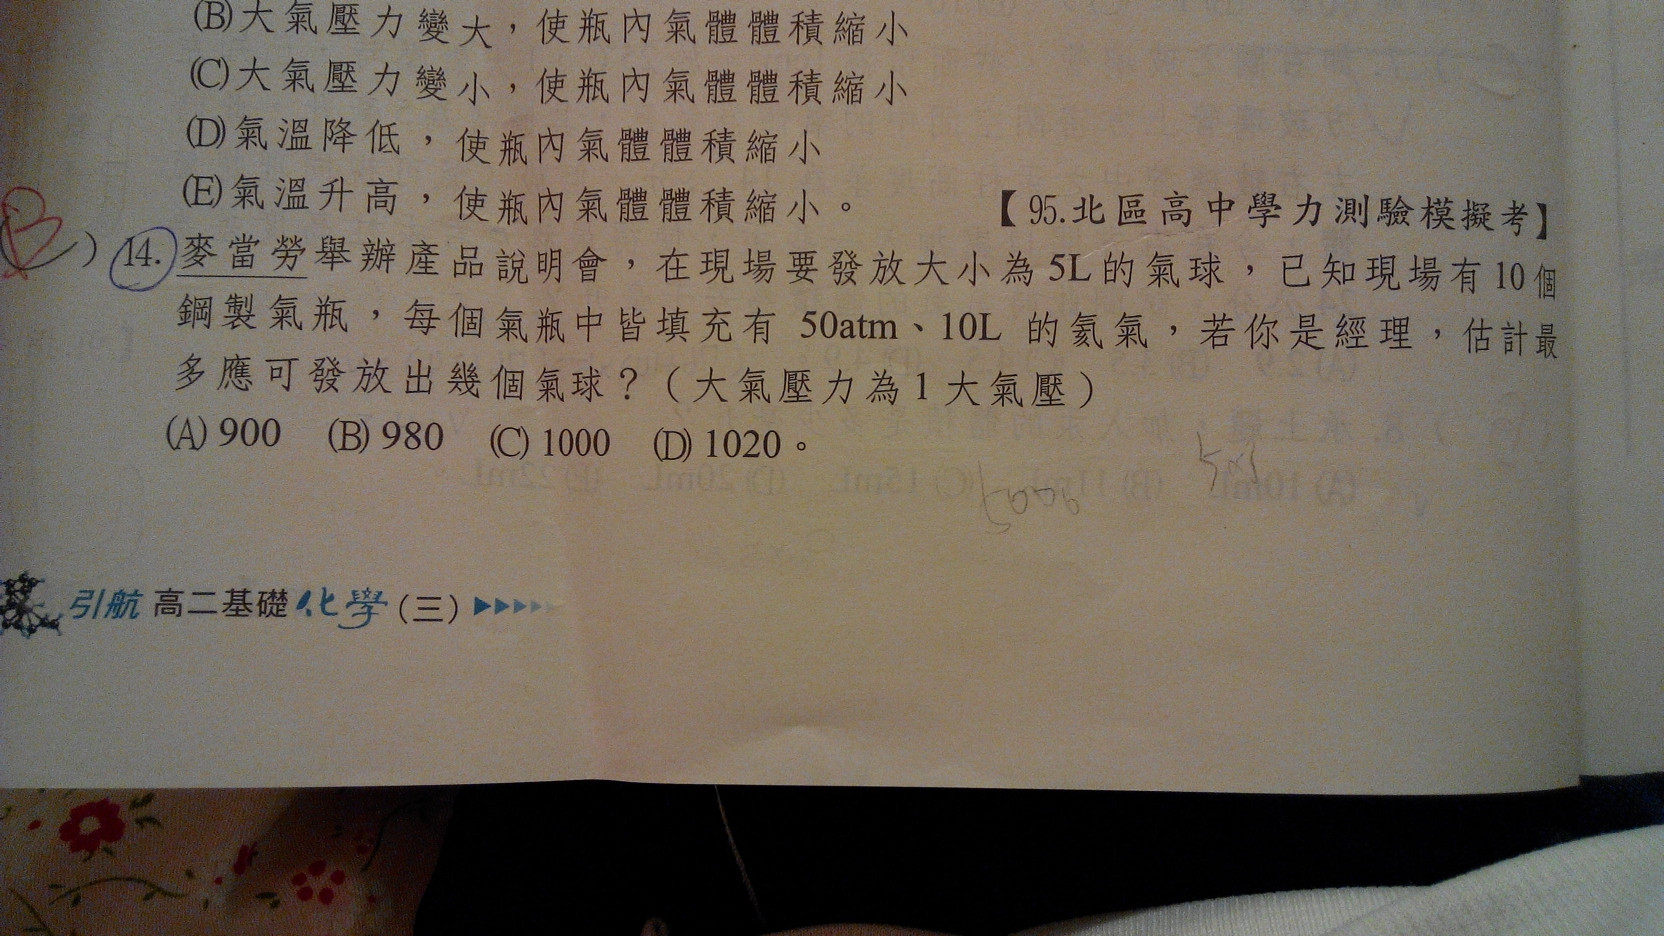 (B)大氣壓力變大，使瓶內氣體體積縮小
(C)大氣壓力變小，使瓶內氣體體積縮小
(D)氣溫降低，使瓶內氣體體積縮小
(E)氣溫升高，使瓶內氣體體積縮小。
【95.北區高中學力測驗模擬考】
B ) 14. 麥當勞舉辦產品說明會，在現場要發放大小為5L的氣球，已知現場有10個
鋼製氣瓶，每個氣瓶中皆填充有 50atm、10L 的氦氣，若你是經理，估計最
多應可發放出幾個氣球？（大氣壓力為1大氣壓）
(A) 900 (B) 980 (C) 1000 (D) 1020。
5000
引航 高二基礎化學(三)